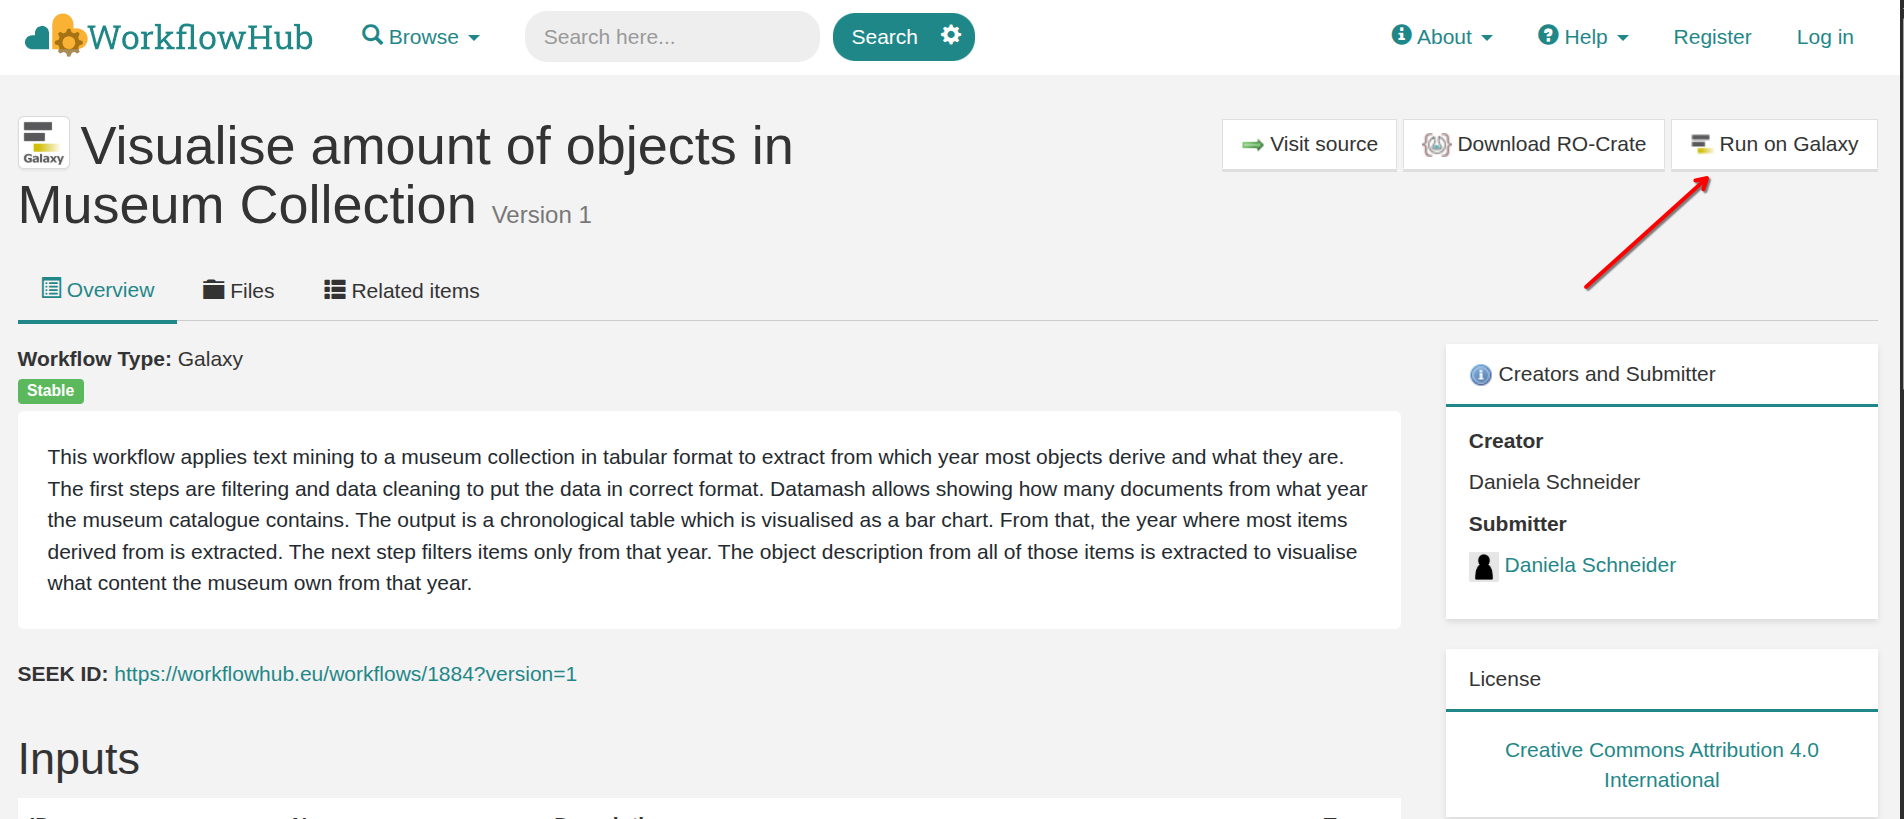 WorkflowHub Browse Search here... Search About Help Register Log in
Galaxy Visualise amount of objects in
Museum Collection Version 1
Visit source Download RO-Crate Run on Galaxy
Overview Files Related items
Workflow Type: Galaxy
Stable
This workflow applies text mining to a museum collection in tabular format to extract from which year most objects derive and what they are.
The first steps are filtering and data cleaning to put the data in correct format. Datamash allows showing how many documents from what year
the museum catalogue contains. The output is a chronological table which is visualised as a bar chart. From that, the year where most items
derived from is extracted. The next step filters items only from that year. The object description from all of those items is extracted to visualise
what content the museum own from that year.
SEEK ID: https://workflowhub.eu/workflows/1884?version=1
Inputs
Creators and Submitter
Creator
Daniela Schneider
Submitter
Daniela Schneider
License
Creative Commons Attribution 4.0
International